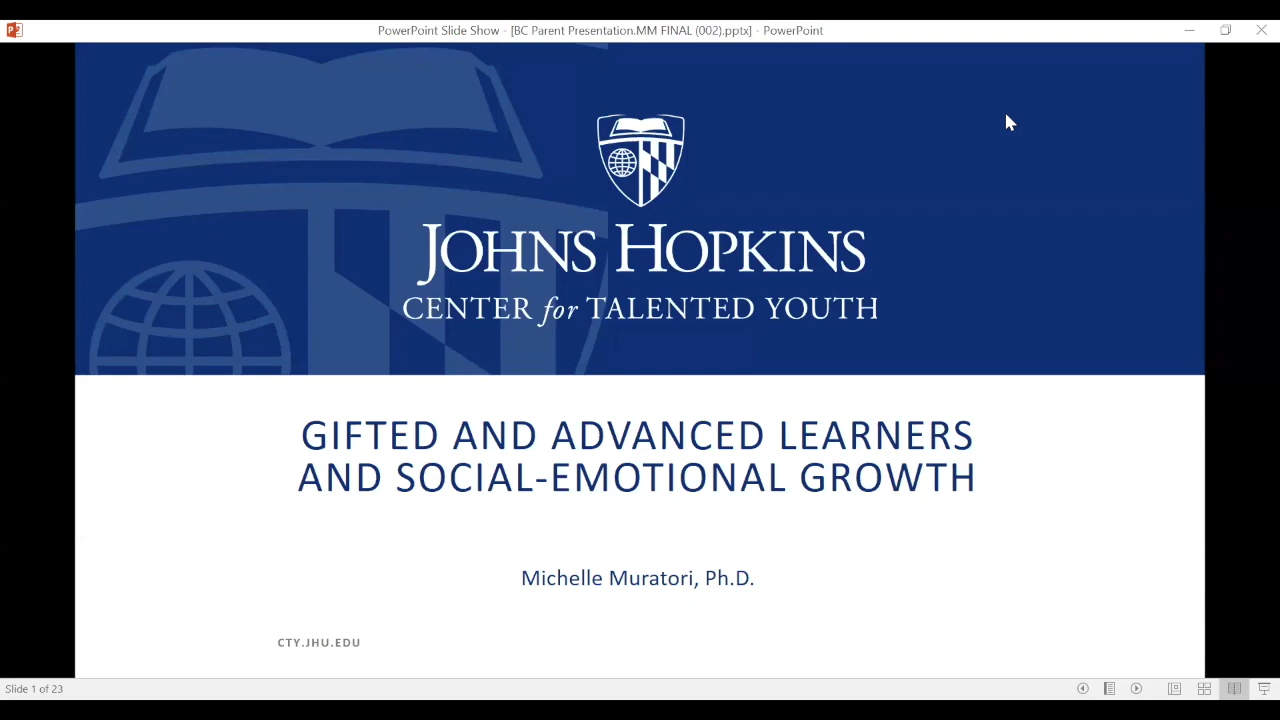 PowerPoint Slide Show - [BC Parent Presentation.MM FINAL (002).pptx] - PowerPoint
JOHNS HOPKINS
CENTER for TALENTED YOUTH
GIFTED AND ADVANCED LEARNERS
AND SOCIAL-EMOTIONAL GROWTH
Michelle Muratori, Ph.D.
CTY.JHU.EDU
Slide 1 of 23